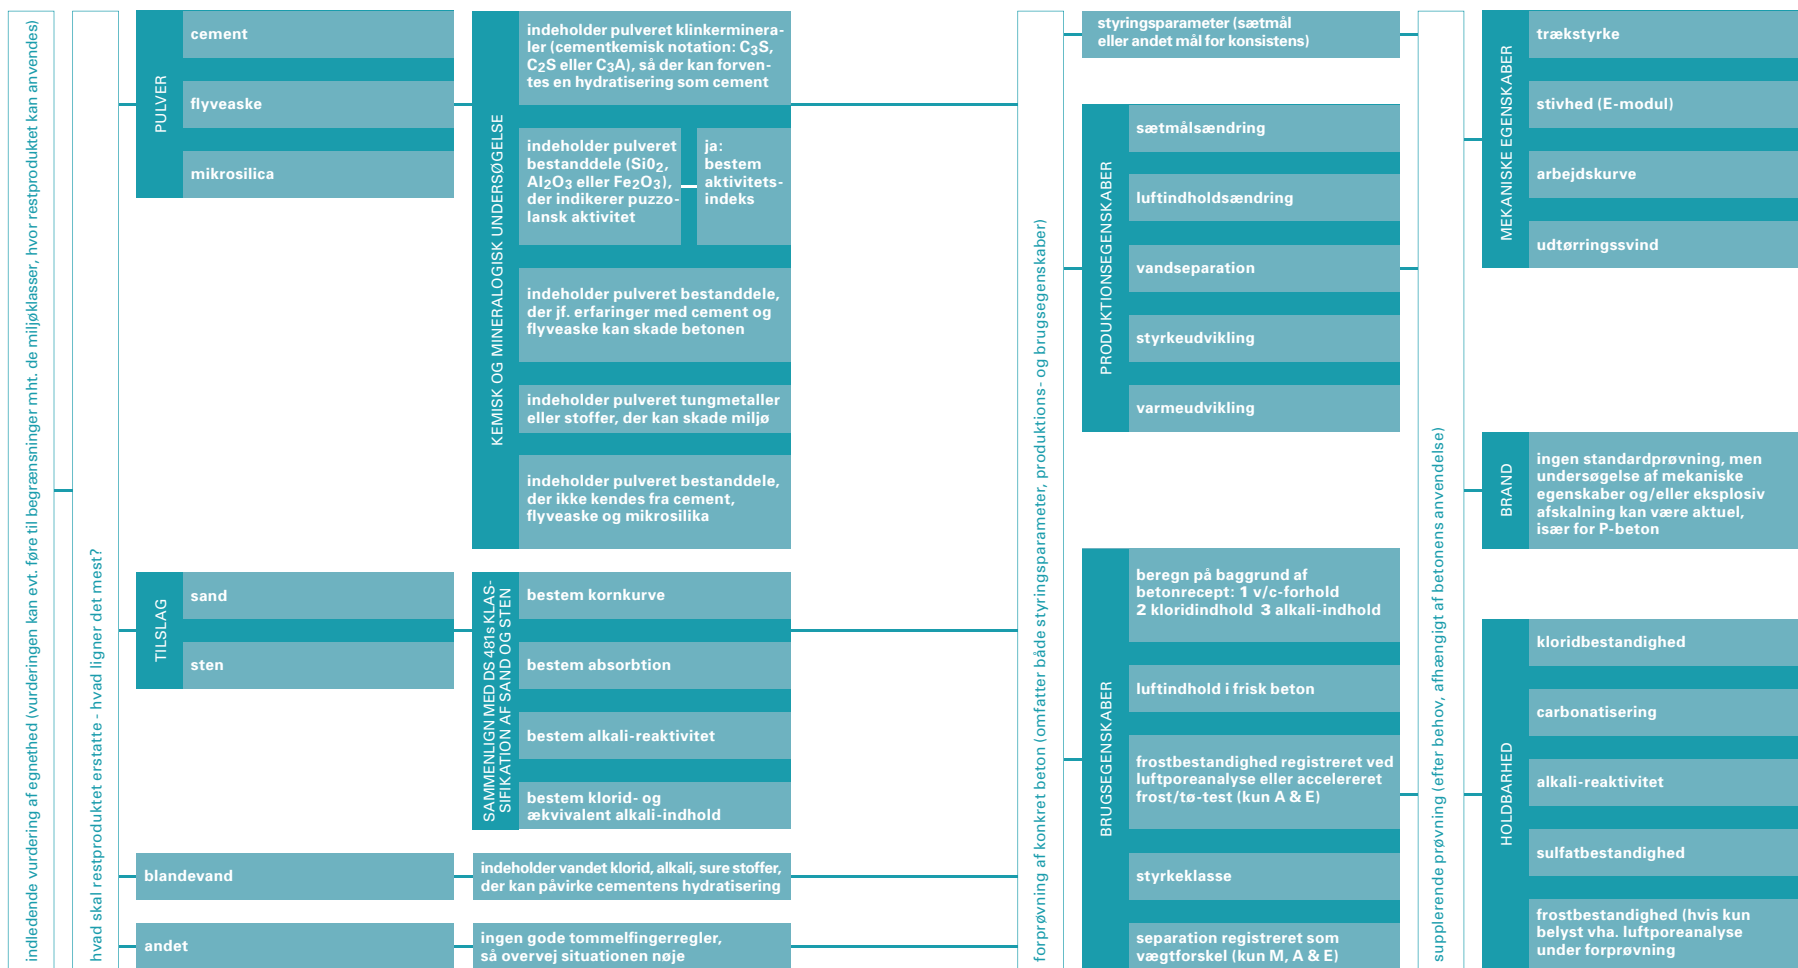 indledende vurdering af egnethed (vurderingen kan evt. føre til begrænsninger mht. de miljøklasser, hvor restproduktet kan anvendes)
hvad skal restproduktet erstatte - hvad ligner det mest?
PULVER
cement
flyveaske
mikrosilica
KEMISK OG MINERALOGISK UNDERSØGELSE
indeholder pulveret klinkerminera-
ler (cementkemisk notation: C3S,
C2S eller C3A), så der kan forven-
tes en hydratisering som cement
indeholder pulveret
bestanddele (Si02,
Al2O3 eller Fe2O3),
der indikerer puzzo-
lansk aktivitet
ja:
bestem
aktivitets-
indeks
indeholder pulveret bestanddele,
der jf. erfaringer med cement og
flyveaske kan skade betonen
indeholder pulveret tungmetaller
eller stoffer, der kan skade miljø
indeholder pulveret bestanddele,
der ikke kendes fra cement,
flyveaske og mikrosilika
TILSLAG
sand
sten
SAMMENLIGN MED DS 481s KLAS-
SIFIKATION AF SAND OG STEN
bestem kornkurve
bestem absorbtion
bestem alkali-reaktivitet
bestem klorid- og
ækvivalent alkali-indhold
blandevand
indeholder vandet klorid, alkali, sure stoffer,
der kan påvirke cementens hydratisering
andet
ingen gode tommelfingerregler,
så overvej situationen nøje
forprøvning af konkret beton (omfatter både styringsparameter, produktions- og brugsegenskaber)
styringsparameter (sætmål
eller andet mål for konsistens)
PRODUKTIONSEGENSKABER
sætmålsændring
luftindholdsændring
vandseparation
styrkeudvikling
varmeudvikling
BRUGSEGENSKABER
beregn på baggrund af
betonrecept: 1 v/c-forhold
2 kloridindhold 3 alkali-indhold
luftindhold i frisk beton
frostbestandighed registreret ved
luftporeanalyse eller accelereret
frost/tø-test (kun A & E)
styrkeklasse
separation registreret som
vægtforskel (kun M, A & E)
supplerende prøvning (efter behov, afhængigt af betonens anvendelse)
MEKANISKE EGENSKABER
trækstyrke
stivhed (E-modul)
arbejdskurve
udtørringssvind
BRAND
ingen standardprøvning, men
undersøgelse af mekaniske
egenskaber og/eller eksplosiv
afskalning kan være aktuel,
især for P-beton
HOLDBARHED
kloridbestandighed
carbonatisering
alkali-reaktivitet
sulfatbestandighed
frostbestandighed (hvis kun
belyst vha. luftporeanalyse
under forprøvning